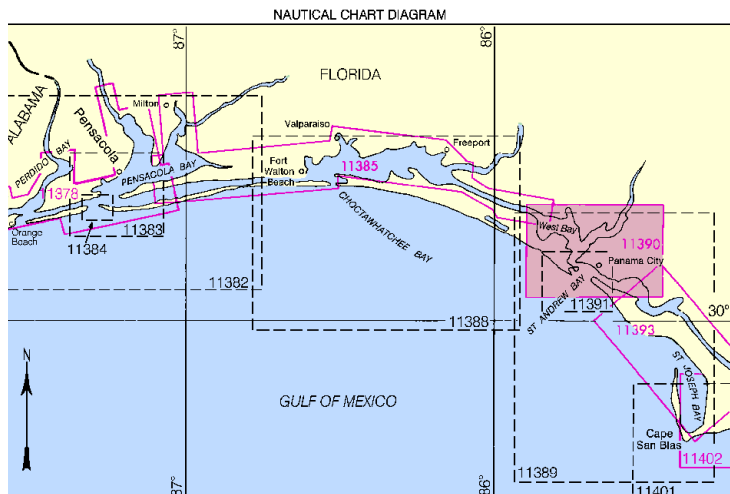 NAUTICAL CHART DIAGRAM
87°
86°
FLORIDA
ALABAMA
Milton
Pensacola
Valparaiso
PERDIDO BAY
PENSACOLA BAY
Fort
Walton
Beach
11385
Freeport
11378
Orange
Beach
11384
11383
CHOCTAWHATCHEE BAY
West Bay
11390
Panama City
11382
ST ANDREW BAY
11391
30°
11388
11393
N
GULF OF MEXICO
ST JOSEPH BAY
Cape
San Blas
11402
11389
87°
86°
11401